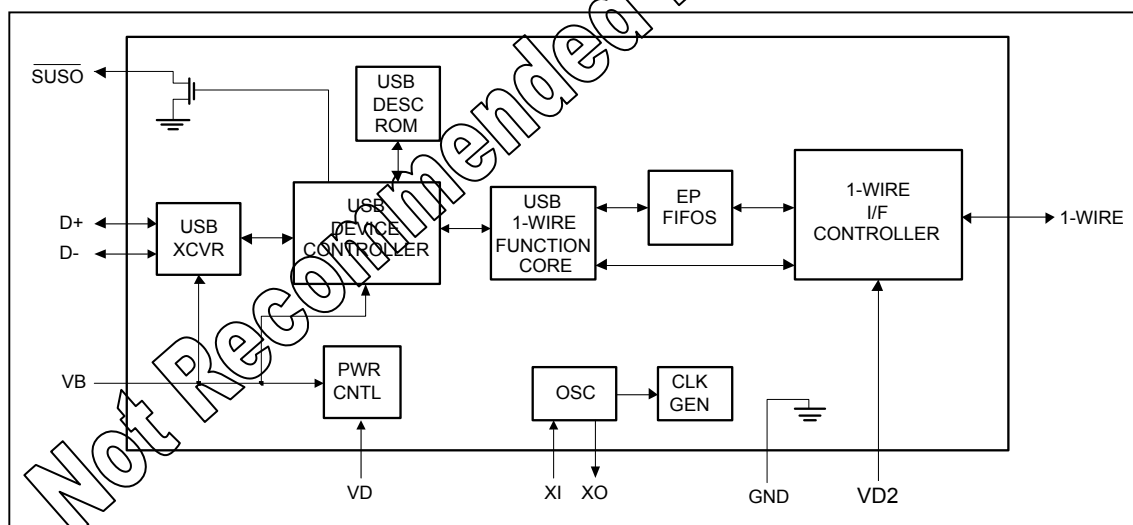 Not Recommended
SUSO
USB
DESC
ROM
D+
D-
USB
XCVR
USB
DEVICE
CONTROLLER
USB
1-WIRE
FUNCTION
CORE
EP
FIFOS
1-WIRE
I/F
CONTROLLER
1-WIRE
VB
PWR
CNTL
OSC
CLK
GEN
VD
XI
XO
GND
VD2